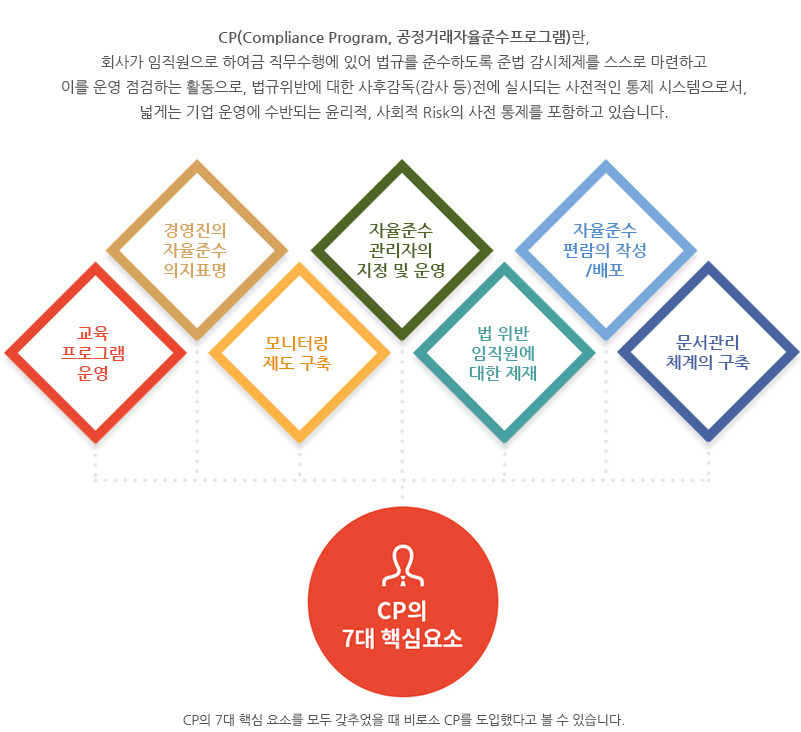 CP(Compliance Program, 공정거래자율준수프로그램)란,
회사가 임직원으로 하여금 직무수행에 있어 법규를 준수하도록 준법 감시체제를 스스로 마련하고
이를 운영 점검하는 활동으로, 법규위반에 대한 사후감독(감사 등)전에 실시되는 사전적인 통제 시스템으로서,
넓게는 기업 운영에 수반되는 윤리적, 사회적 Risk의 사전 통제를 포함하고 있습니다.
경영진의
자율준수
의지표명
자율준수
관리자의
지정 및 운영
자율준수
편람의 작성
/배포
교육
프로그램
운영
모니터링
제도 구축
법 위반
임직원에
대한 제재
문서관리
체계의 구축
CP의
7대 핵심요소
CP의 7대 핵심 요소를 모두 갖추었을 때 비로소 CP를 도입했다고 볼 수 있습니다.